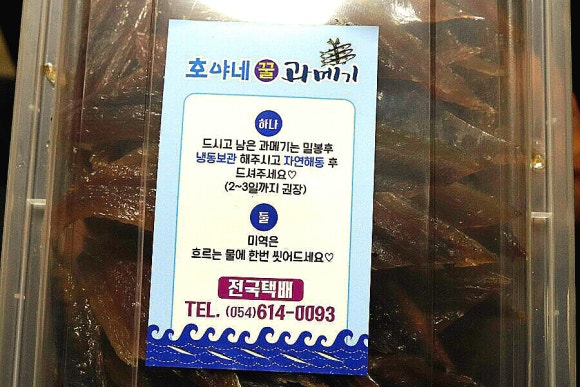 호야네 꿀 과메기
하나
드시고 남은 과메기는 밀봉후
냉동보관 해주시고 자연해동 후
드셔주세요♡
(2~3일까지 권장)
둘
미역은
흐르는 물에 한번 씻어드세요♡
전국택배
TEL. (054)614-0093